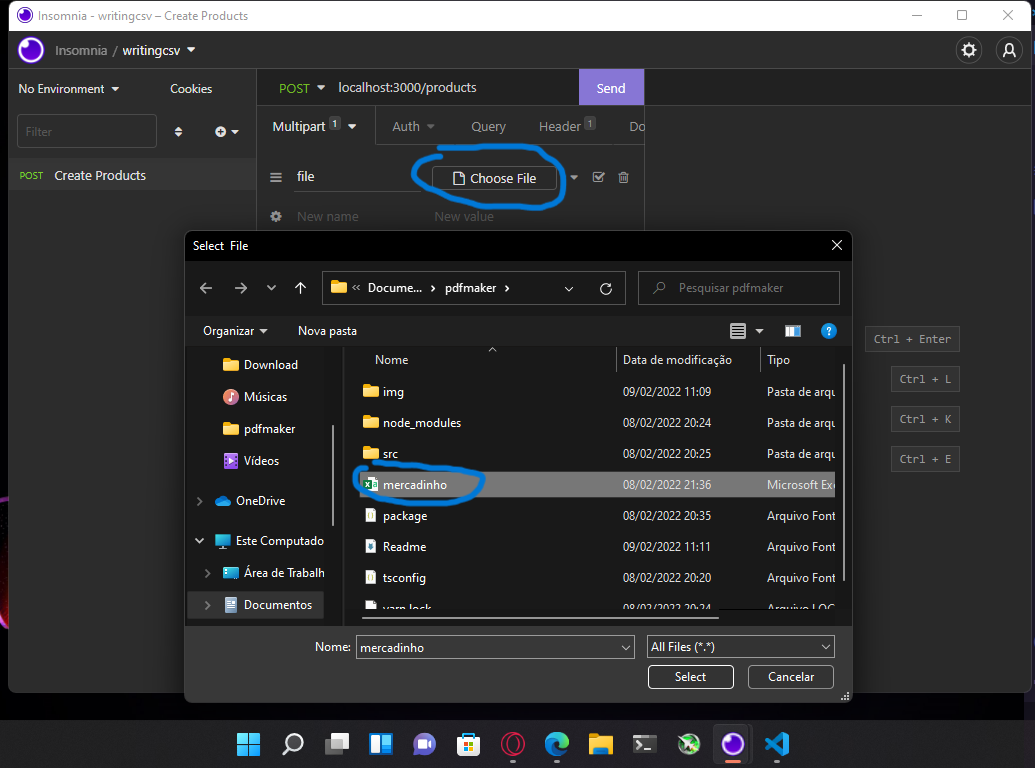 Insomnia - writingcsv – Create Products
Insomnia / writingcsv
No Environment
Cookies
POST
localhost:3000/products
Send
Filter
Multipart 1
Auth
Query
Header 1
Do
POST Create Products
file
Choose File
New name
New value
Select File
« Docume... › pdfmaker ›
Pesquisar pdfmaker
Organizar
Nova pasta
?
Ctrl + Enter
Ctrl + L
Ctrl + K
Ctrl + E
Download
Músicas
pdfmaker
Vídeos
OneDrive
Este Computado
Área de Trabalh
Documentos
Nome
Data de modificação
Tipo
img 09/02/2022 11:09 Pasta de arqu
node_modules 08/02/2022 20:24 Pasta de arqu
src 08/02/2022 20:25 Pasta de arqu
mercadinho 08/02/2022 21:36 Microsoft Exc
package 08/02/2022 20:35 Arquivo Font
Readme 09/02/2022 11:11 Arquivo Font
tsconfig 08/02/2022 20:20 Arquivo Font
yarn.lock 08/02/2022 20:24 Arquivo LOC
Nome: mercadinho
All Files (*.*)
Select
Cancelar